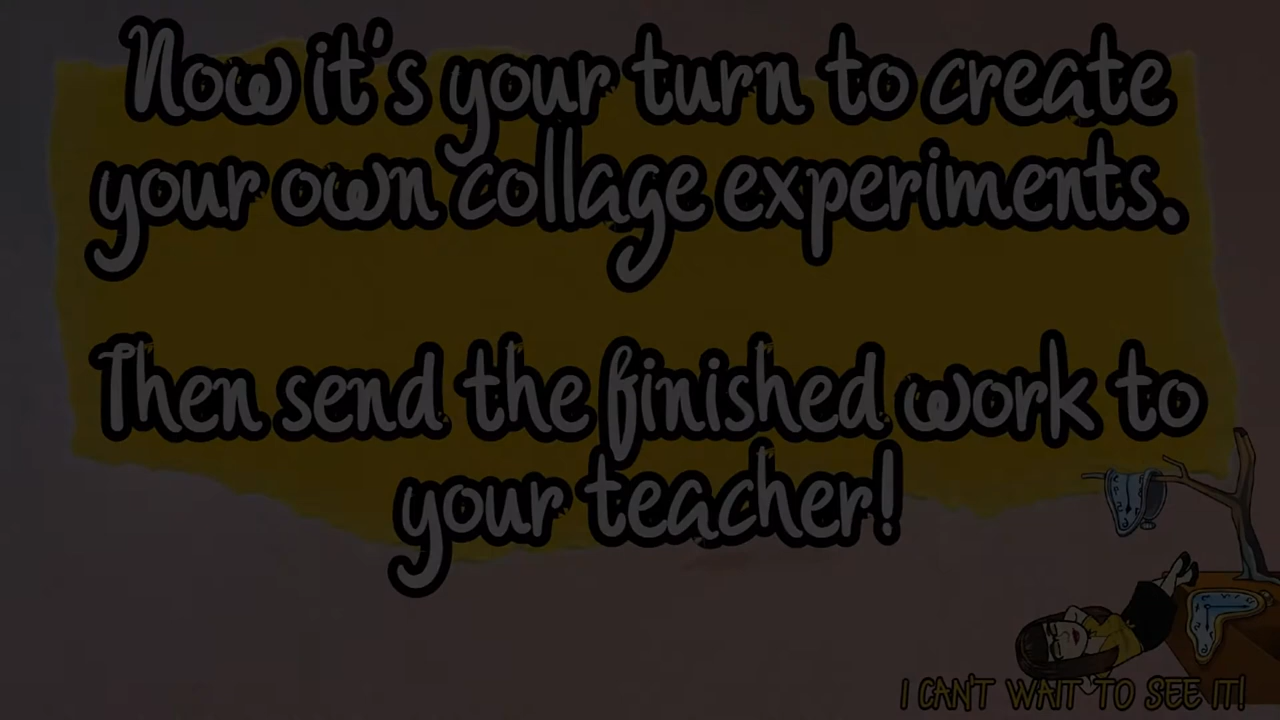 Now it's your turn to create
your own collage experiments.
Then send the finished work to
your teacher!
I CAN'T WAIT TO SEE IT!